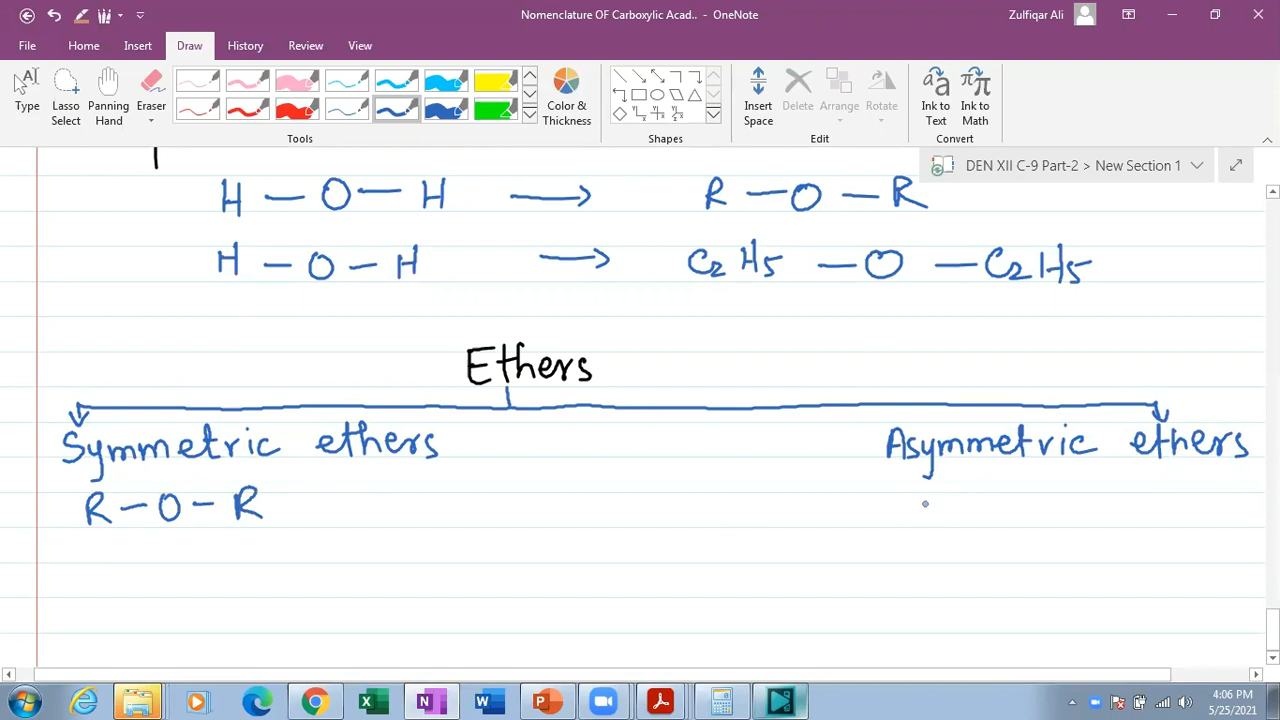 Nomenclature OF Carboxylic Acad.. - OneNote
Zulfiqar Ali
File Home Insert Draw History Review View
Type
Lasso Select
Panning Hand
Eraser
Color & Thickness
Insert Space
Delete
Arrange
Rotate
Ink to Text
Ink to Math
Tools
Shapes
Edit
Convert
DEN XII C-9 Part-2 > New Section 1
H — O — H → R — O — R
H — O — H → C2H5 — O — C2H5
Ethers
Symmetric ethers
Asymmetric ethers
R — O — R
4:06 PM
5/25/2021